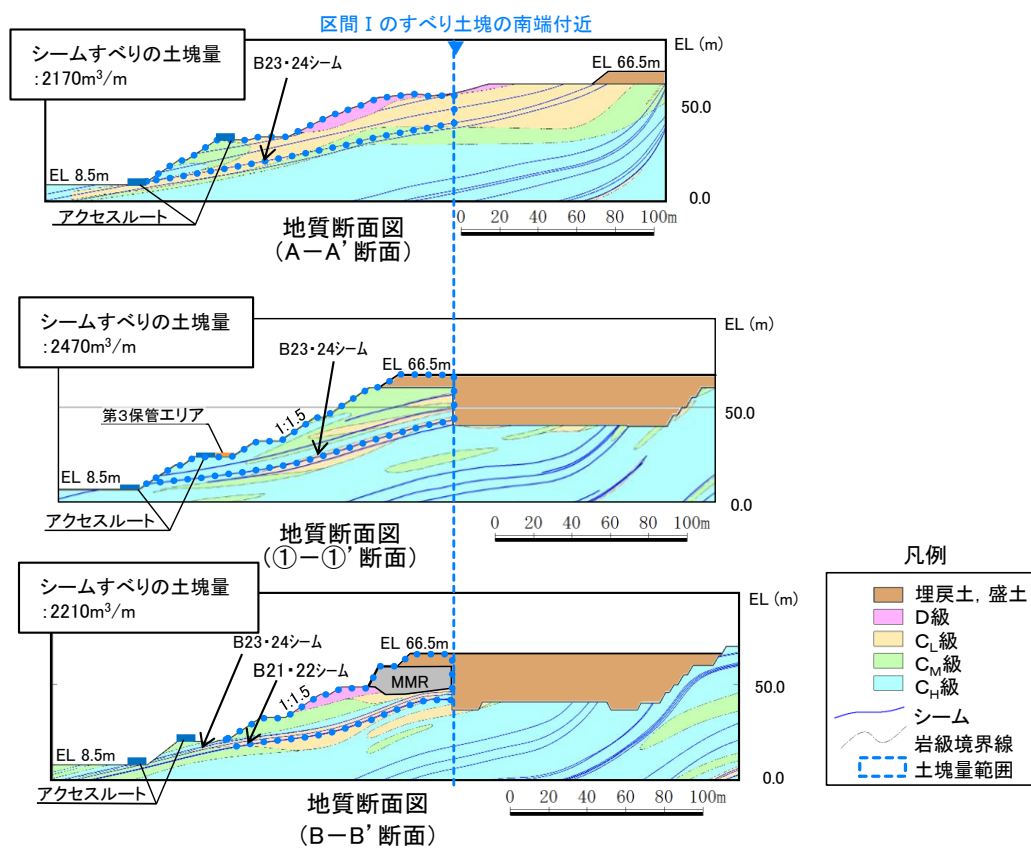 区間Ⅰのすべり土塊の南端付近
シームすべりの土塊量
:2170m³/m
B23・24シーム
EL 66.5m
EL (m)
50.0
0.0
EL 8.5m
アクセスルート
地質断面図
(A-A'断面)
0 20 40 60 80 100m
シームすべりの土塊量
:2470m³/m
B23・24シーム
EL 66.5m
EL (m)
第3保管エリア
1:1.5
50.0
0.0
EL 8.5m
アクセスルート
地質断面図
(①-①'断面)
0 20 40 60 80 100m
シームすべりの土塊量
:2210m³/m
B23・24シーム
B21・22シーム
EL 66.5m
EL (m)
MMR
1:1.5
50.0
0.0
EL 8.5m
アクセスルート
地質断面図
(B-B'断面)
0 20 40 60 80 100m
凡例
埋戻土,盛土
D級
CL級
CM級
CH級
シーム
岩級境界線
土塊量範囲